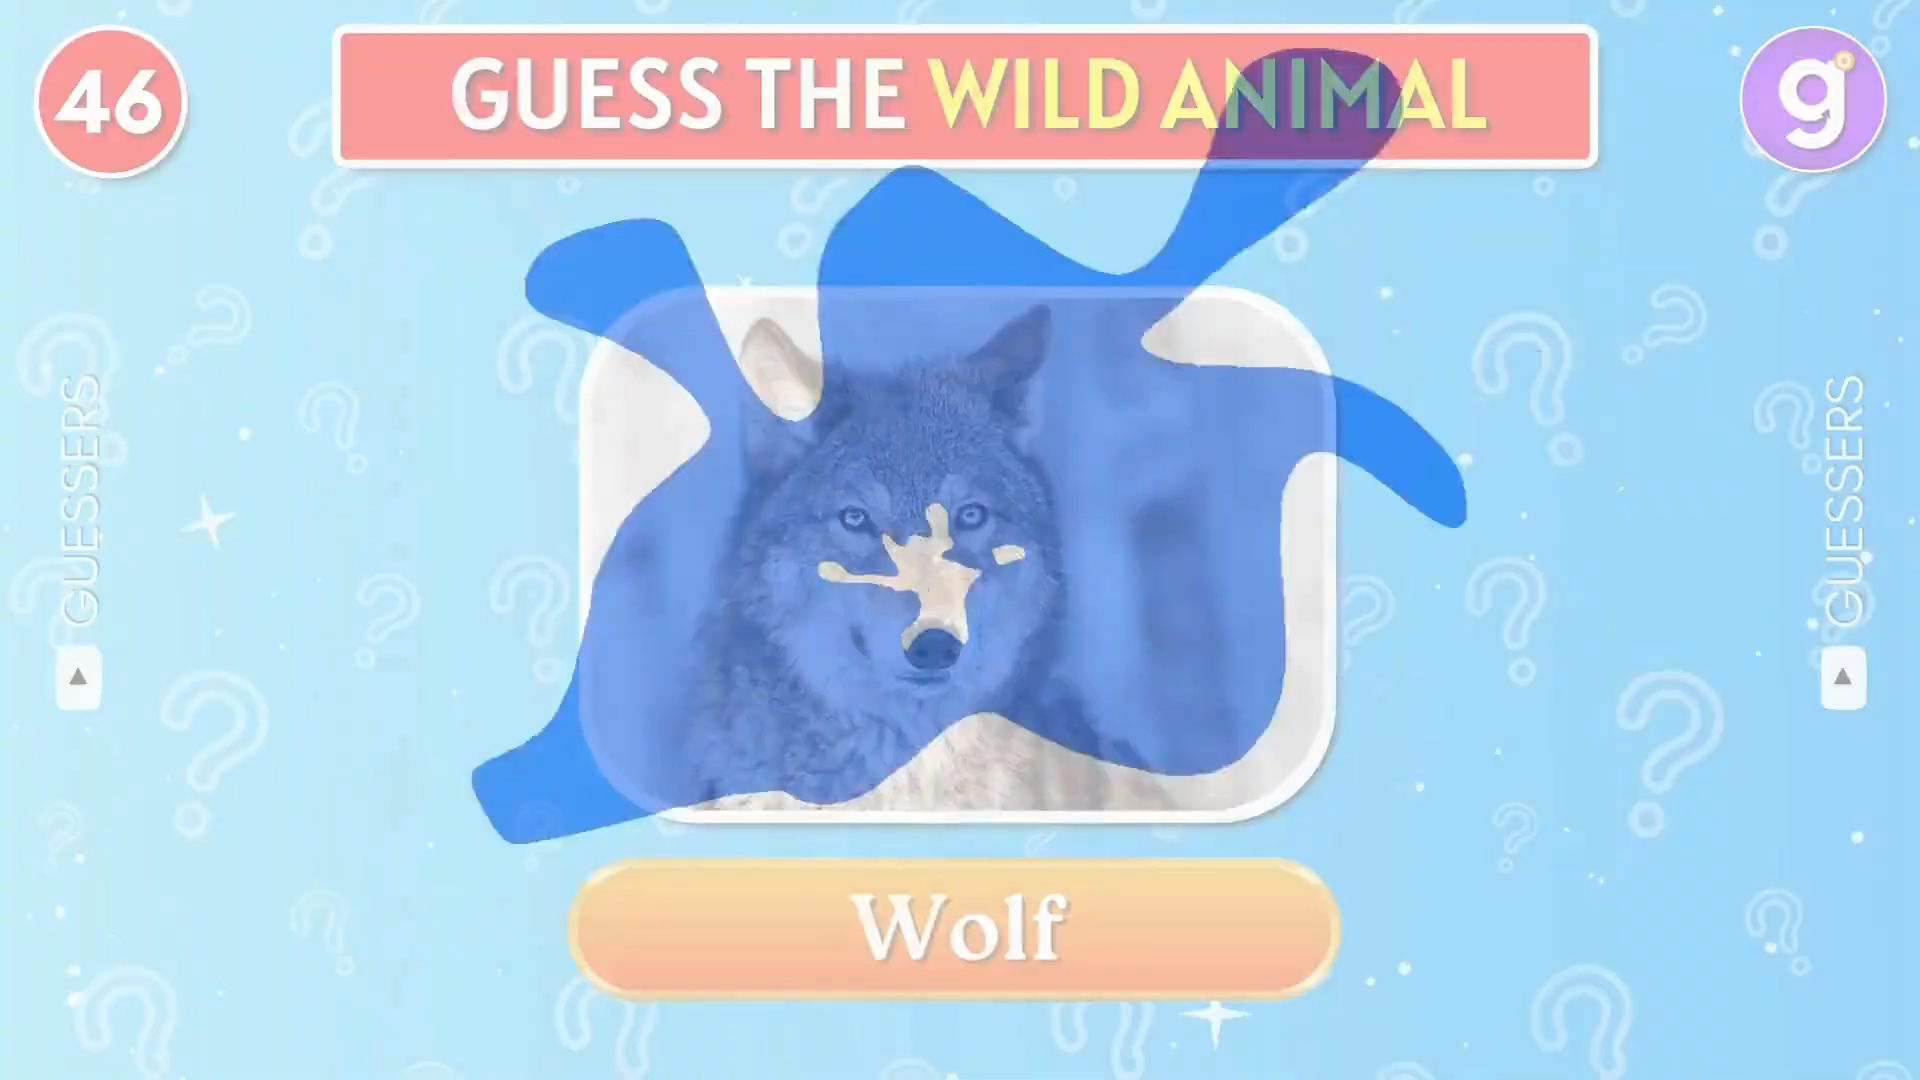 46
GUESS THE WILD ANIMAL
g
GUESSERS
GUESSERS
Wolf